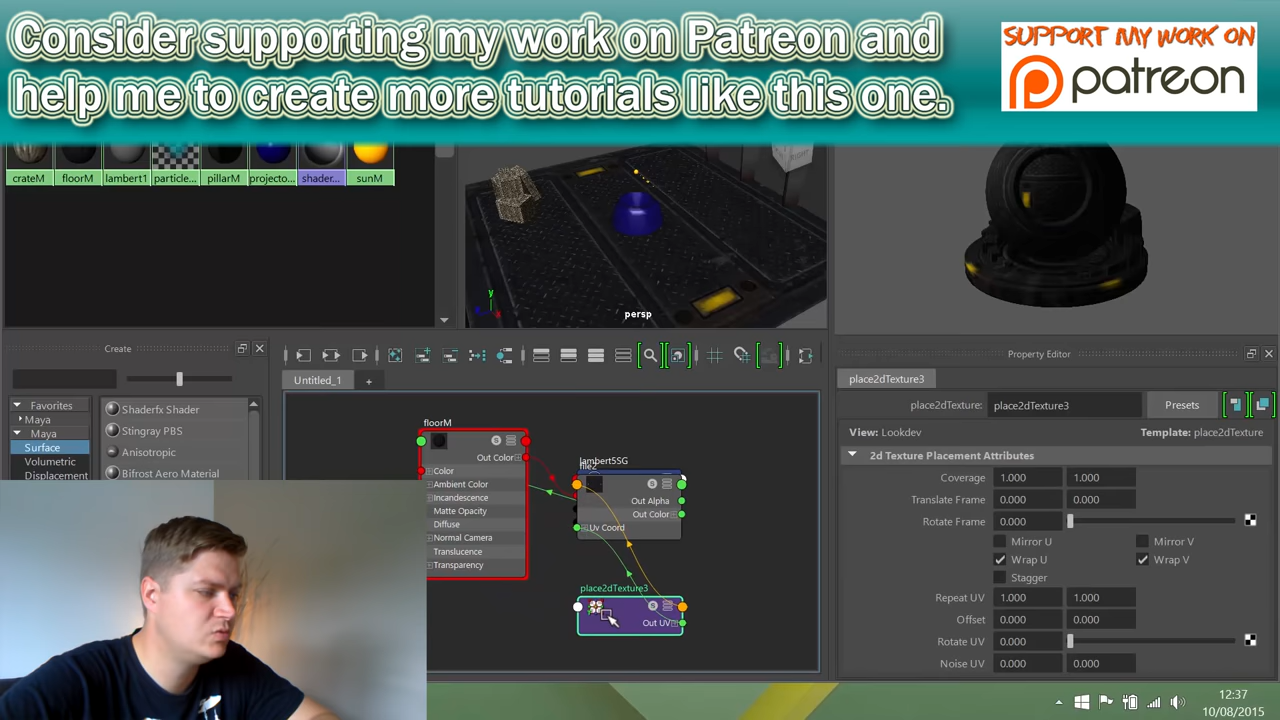 Consider supporting my work on Patreon and
help me to create more tutorials like this one.
SUPPORT MY WORK ON
patreon
crateM
floorM
lambert1
particle...
pillarM
projecto...
shader...
sunM
RIGHT
y
persp
Create
Untitled_1
+
Property Editor
place2dTexture3
place2dTexture:
place2dTexture3
Presets
View: Lookdev
Template: place2dTexture
2d Texture Placement Attributes
Coverage 1.000 1.000
Translate Frame 0.000 0.000
Rotate Frame 0.000
Mirror U
Mirror V
Wrap U
Wrap V
Stagger
Repeat UV 1.000 1.000
Offset 0.000 0.000
Rotate UV 0.000
Noise UV 0.000 0.000
Favorites
Maya
Maya
Surface
Volumetric
Displacement
Shaderfx Shader
Stingray PBS
Anisotropic
Bifrost Aero Material
floorM
Out Color
Color
Ambient Color
Incandescence
Matte Opacity
Diffuse
Normal Camera
Translucence
Transparency
lambert5SG
file2
Out Alpha
Out Color
Uv Coord
place2dTexture3
Out UV
12:37
10/08/2015